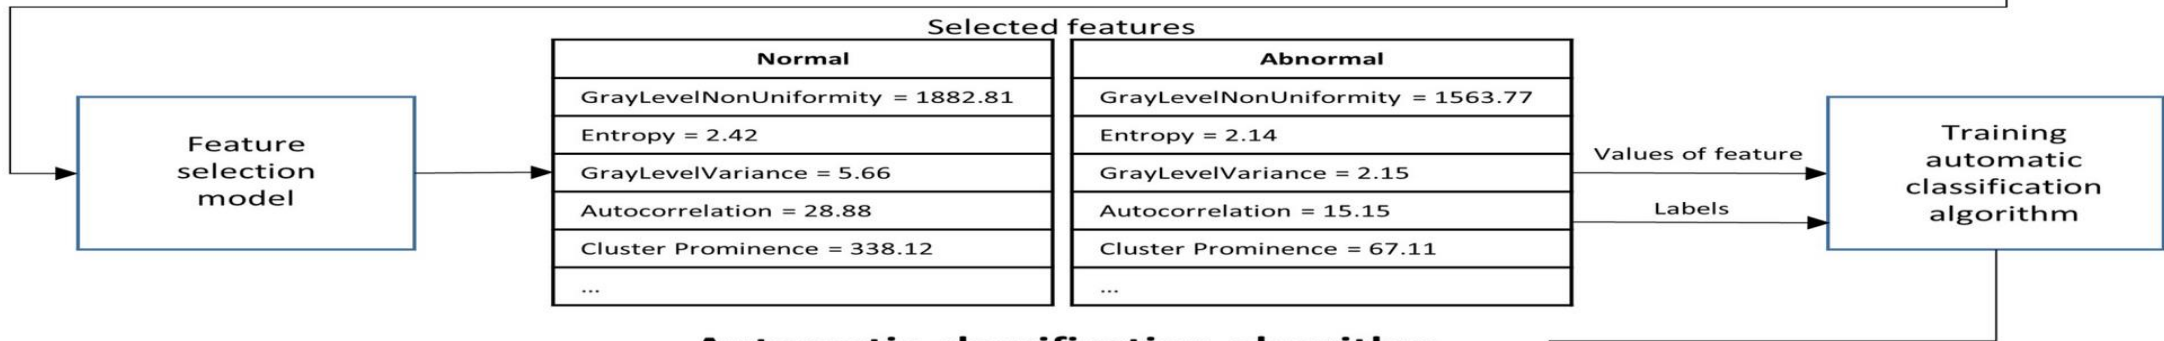 Selected features
Feature
selection
model
Normal
GrayLevelNonUniformity = 1882.81
Entropy = 2.42
GrayLevelVariance = 5.66
Autocorrelation = 28.88
Cluster Prominence = 338.12
...
Abnormal
GrayLevelNonUniformity = 1563.77
Entropy = 2.14
GrayLevelVariance = 2.15
Autocorrelation = 15.15
Cluster Prominence = 67.11
...
Values of feature
Labels
Training
automatic
classification
algorithm